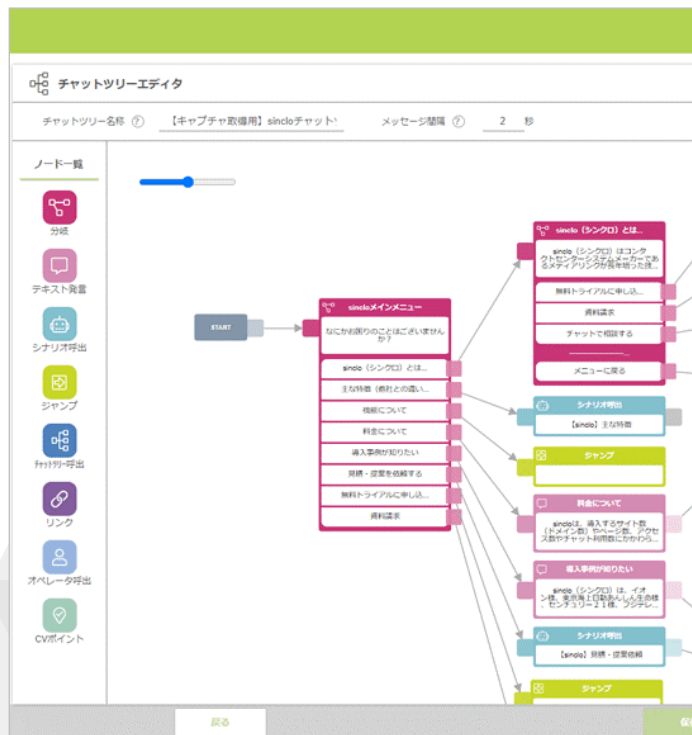 チャットツリーエディタ
チャットツリー名称 ? 【キャプチャ取得用】sincloチャット
メッセージ間隔 ? 2 秒
ノード一覧
分岐
テキスト発言
シナリオ呼出
ジャンプ
チャットツリー呼出
リンク
オペレータ呼出
CVポイント
START
sincloメインメニュー
なにかお困りのことはございません
か？
sinclo（シンクロ）とは...
主な特徴（他社との違い...
機能について
料金について
導入事例が知りたい
見積・提案を依頼する
無料トライアルに申し込...
資料請求
sinclo（シンクロ）とは...
sinclo（シンクロ）はコンタ
クトセンターシステムメーカーであ
るメディアリンクが長年培った技...
無料トライアルに申し込...
資料請求
チャットで相談する
メニューに戻る
シナリオ呼出
【sinclo】主な特徴
ジャンプ
料金について
sincloは、導入するサイト数
（ドメイン数）やページ数、アクセ
ス数やチャット利用数にかかわら...
導入事例が知りたい
sinclo（シンクロ）は、イオ
ン様、東京海上日動あんしん生命様
、センチュリー２１様、フジテレ...
シナリオ呼出
【sinclo】見積・提案依頼
ジャンプ
戻る